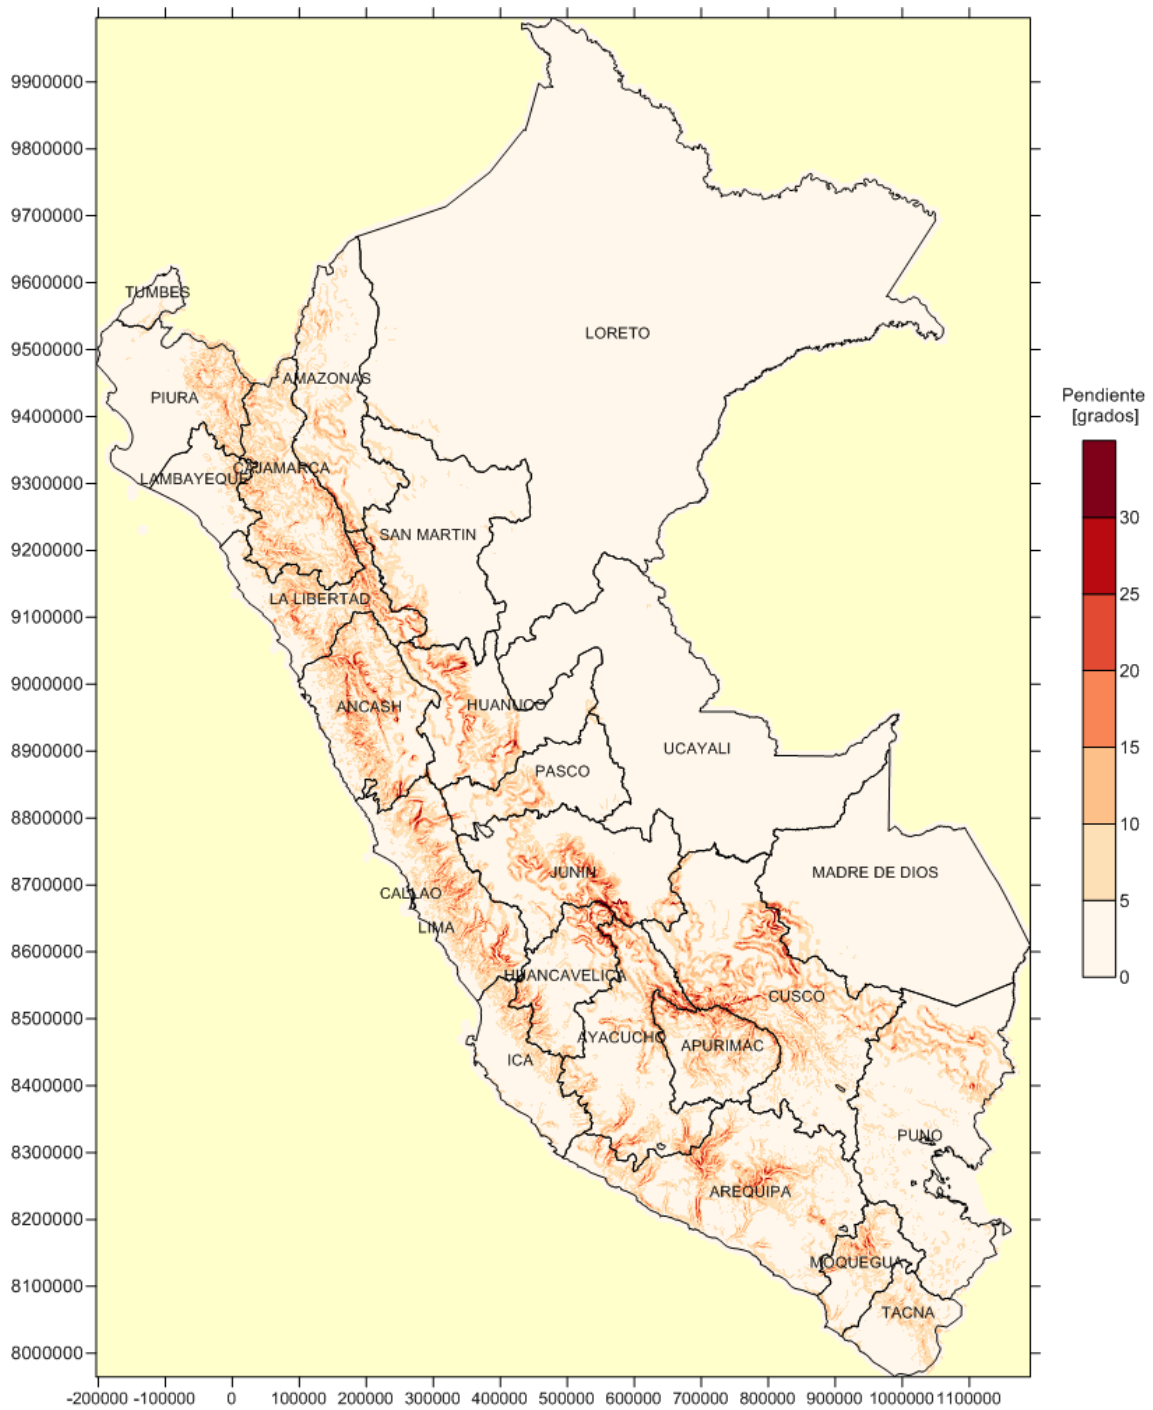 9900000
9800000
9700000
9600000
9500000
9400000
9300000
9200000
9100000
9000000
8900000
8800000
8700000
8600000
8500000
8400000
8300000
8200000
8100000
8000000
TUMBES
LORETO
AMAZONAS
PIURA
CAJAMARCA
LAMBAYEQUE
SAN MARTIN
LA LIBERTAD
ANCASH
HUANUCO
UCAYALI
PASCO
JUNIN
MADRE DE DIOS
CALLAO
LIMA
HUANCAVELICA
CUSCO
AYACUCHO
APURIMAC
ICA
PUNO
AREQUIPA
MOQUEGUA
TACNA
-200000 -100000 0 100000 200000 300000 400000 500000 600000 700000 800000 900000 1000000 1100000
Pendiente
[grados]
30
25
20
15
10
5
0